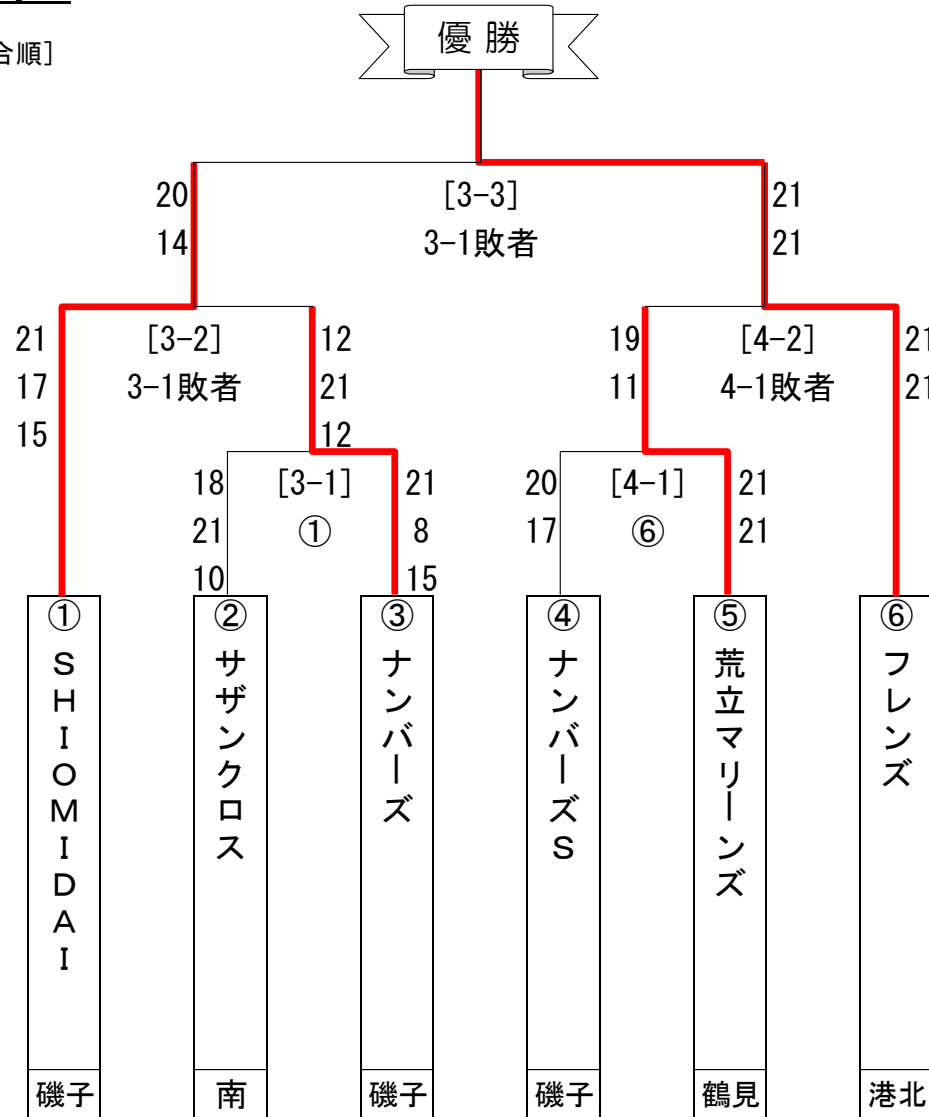 合順]
優勝
20 [3-3] 21
14 3-1敗者 21
21 [3-2] 12 19 [4-2] 21
17 3-1敗者 21 11 4-1敗者 21
15 12
18 [3-1] 21 20 [4-1] 21
21 ① 8 17 ⑥ 21
10 15
① SHIOMIDAI 磯子
② サザンクロス 南
③ ナンバーズ 磯子
④ ナンバーズS 磯子
⑤ 荒立マリーンズ 鶴見
⑥ フレンズ 港北